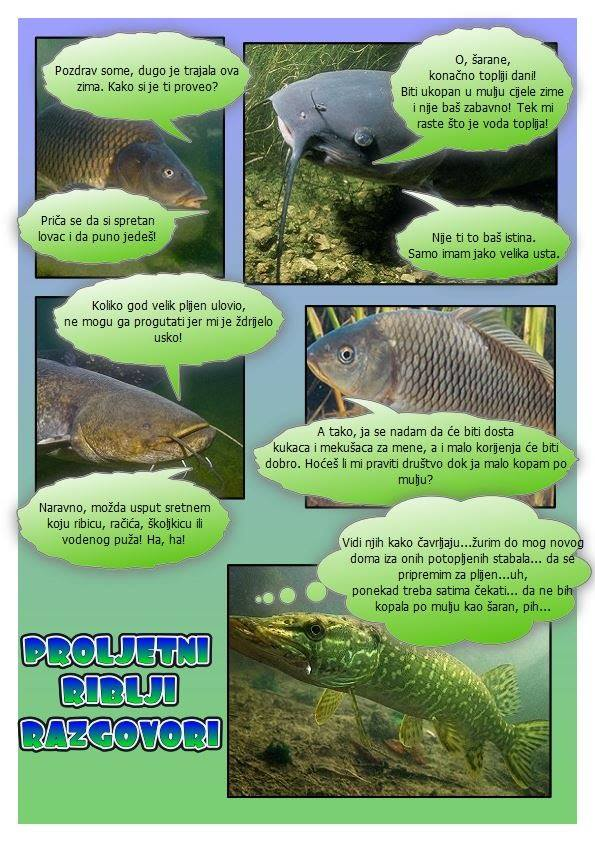 Pozdrav some, dugo je trajala ova
zima. Kako si je ti proveo?
O, šarane,
konačno topliji dani!
Biti ukopan u mulju cijele zime
i nije baš zabavno! Tek mi
raste što je voda toplija!
Priča se da si spretan
lovac i da puno jedeš!
Nije ti to baš istina.
Samo imam jako velika usta.
Koliko god velik plijen ulovio,
ne mogu ga progutati jer mi je ždrijelo
usko!
A tako, ja se nadam da će biti dosta
kukaca i mekušaca za mene, a i malo korijenja će biti
dobro. Hoćeš li mi praviti društvo dok ja malo kopam po
mulju?
Naravno, možda usput sretnem
koju ribicu, račića, školjkicu ili
vodenog puža! Ha, ha!
Vidi njih kako čavrljaju...žurim do mog novog
doma iza onih potopljenih stabala... da se
pripremim za plijen...uh,
ponekad treba satima čekati... da ne bih
kopala po mulju kao šaran, pih...
PROLJETNI
RIBLJI
RAZGOVORI